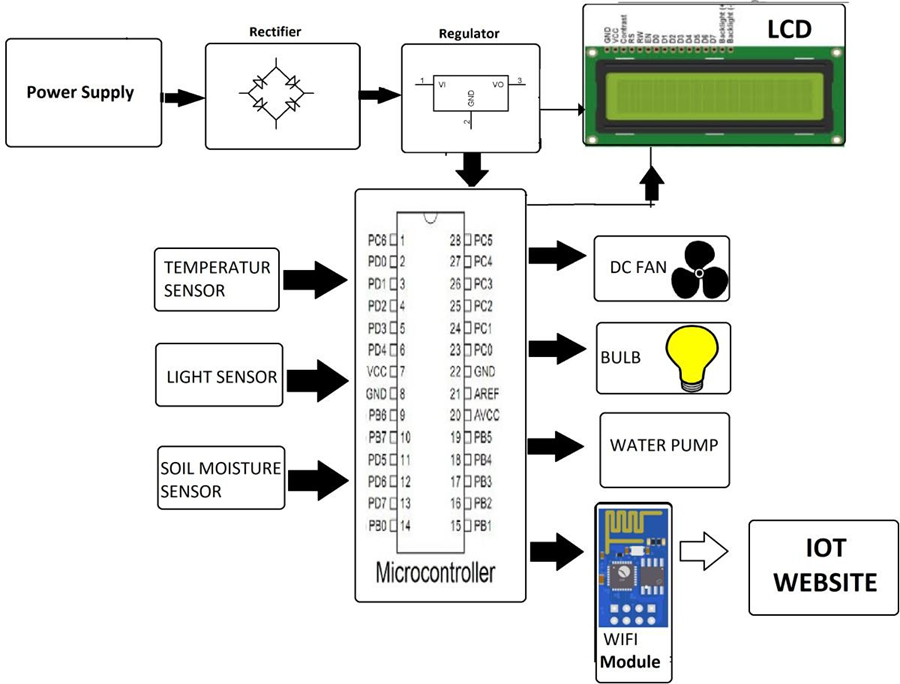 Rectifier
Regulator
LCD
GND
VCC
Contrast
RS
RW
EN
D0
D1
D2
D3
D4
D5
D6
D7
Backlight (+
Backlight (-
Power Supply
1
VI
VO
3
GND
2
PC6 1
28 PC5
PD0 2
27 PC4
PD1 3
26 PC3
PD2 4
25 PC2
PD3 5
24 PC1
PD4 6
23 PC0
VCC 7
22 GND
GND 8
21 AREF
PB6 9
20 AVCC
PB7 10
19 PB5
PD5 11
18 PB4
PD6 12
17 PB3
PD7 13
16 PB2
PB0 14
15 PB1
Microcontroller
TEMPERATUR
SENSOR
LIGHT SENSOR
SOIL MOISTURE
SENSOR
DC FAN
BULB
WATER PUMP
WIFI
Module
IOT
WEBSITE